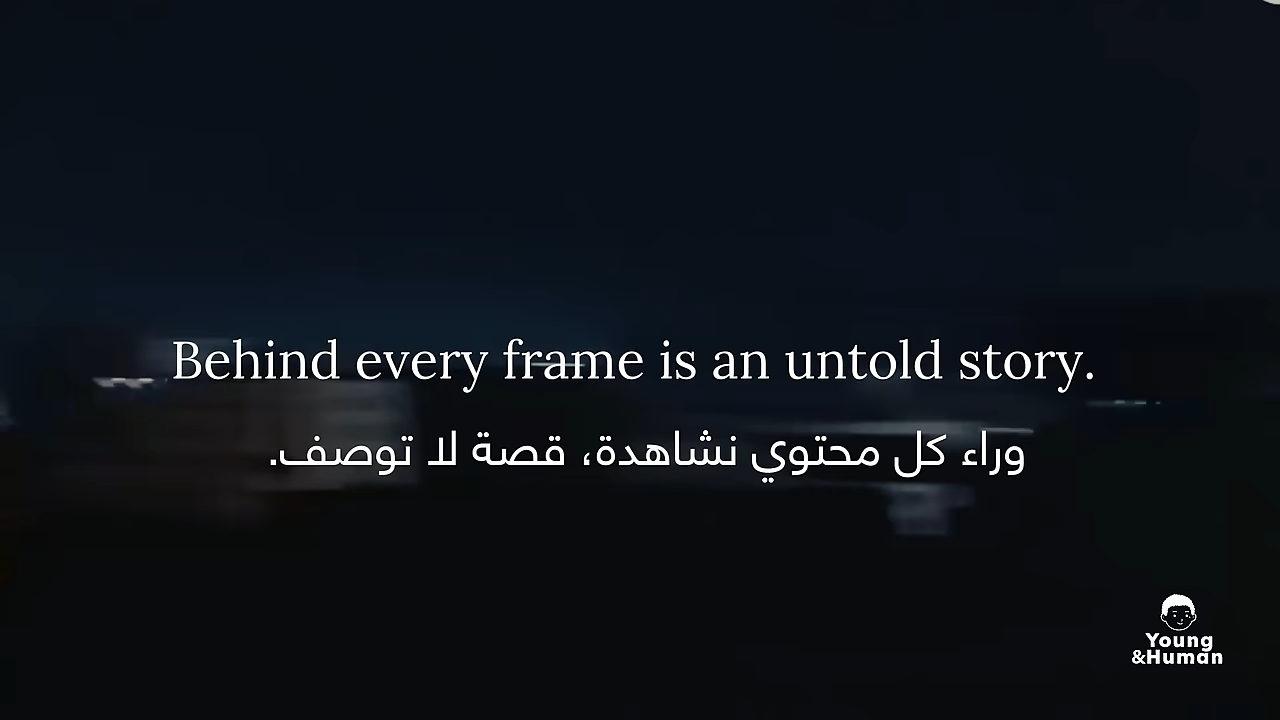 Behind every frame is an untold story.
وراء كل محتوي نشاهدة، قصة لا توصف.
Young
&Human